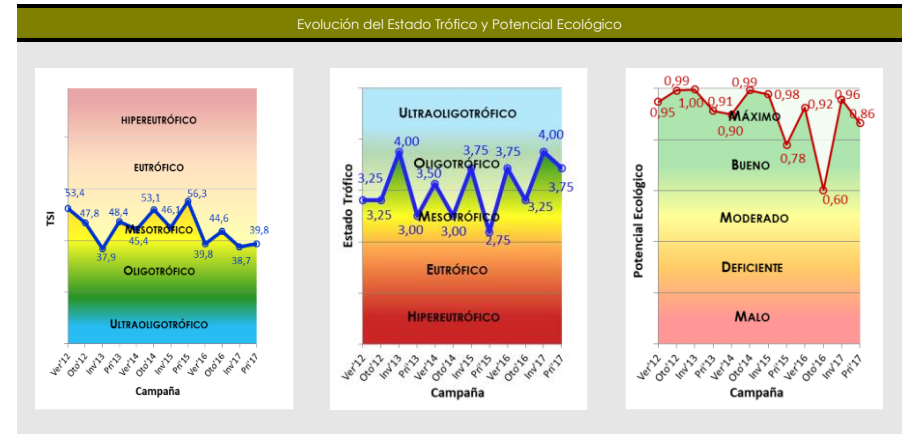 Evolución del Estado Trófico y Potencial Ecológico
TSI
HIPEREUTRÓFICO
EUTRÓFICO
MESOTRÓFICO
OLIGOTRÓFICO
ULTRAOLIGOTRÓFICO
53,4
47,8
37,9
48,4
45,4
53,1
46,1
56,3
39,8
44,6
38,7
39,8
Ver'12
Oto'12
Inv'13
Pri'13
Ver'14
Oto'14
Inv'15
Pri'15
Ver'16
Oto'16
Inv'17
Pri'17
Campaña
Estado Trófico
ULTRAOLIGOTRÓFICO
OLIGOTRÓFICO
MESOTRÓFICO
EUTRÓFICO
HIPEREUTRÓFICO
3,25
3,25
4,00
3,00
3,50
3,00
3,75
2,75
3,75
3,25
4,00
3,75
Ver'12
Oto'12
Inv'13
Pri'13
Ver'14
Oto'14
Inv'15
Pri'15
Ver'16
Oto'16
Inv'17
Pri'17
Campaña
Potencial Ecológico
MÁXIMO
BUENO
MODERADO
DEFICIENTE
MALO
0,95
0,99
1,00
0,91
0,90
0,99
0,98
0,78
0,92
0,60
0,96
0,86
Ver'12
Oto'12
Inv'13
Pri'13
Ver'14
Oto'14
Inv'15
Pri'15
Ver'16
Oto'16
Inv'17
Pri'17
Campaña